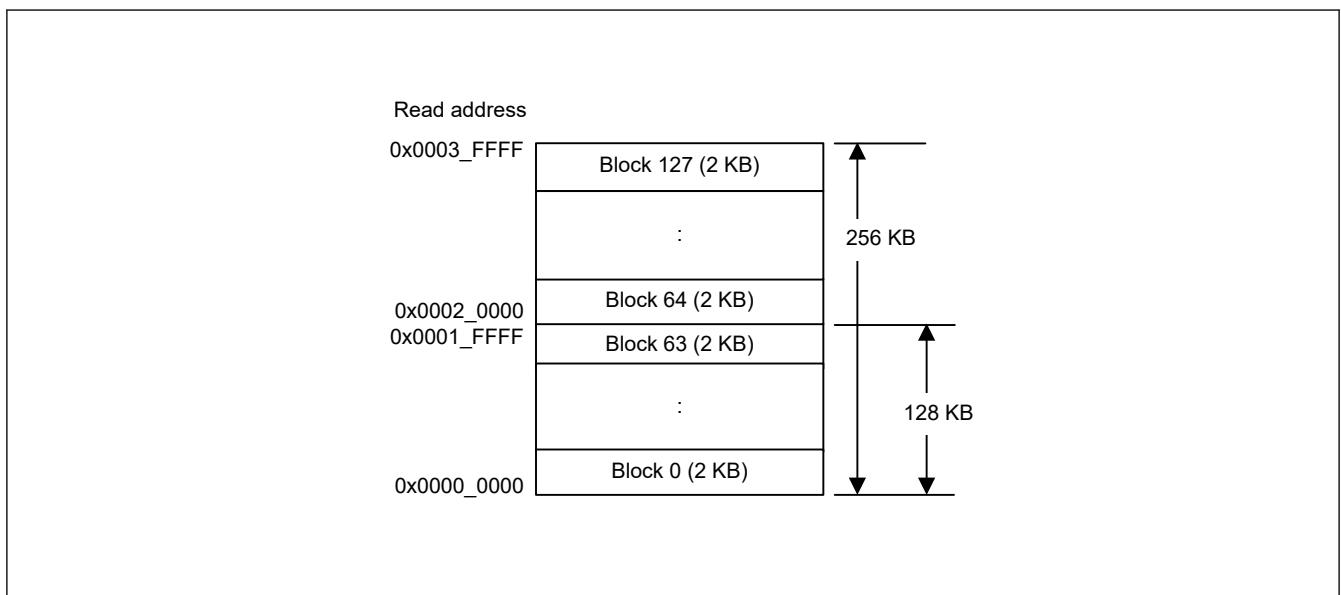 Read address
0x0003_FFFF
Block 127 (2 KB)
:
256 KB
Block 64 (2 KB)
0x0002_0000
0x0001_FFFF
Block 63 (2 KB)
:
128 KB
Block 0 (2 KB)
0x0000_0000